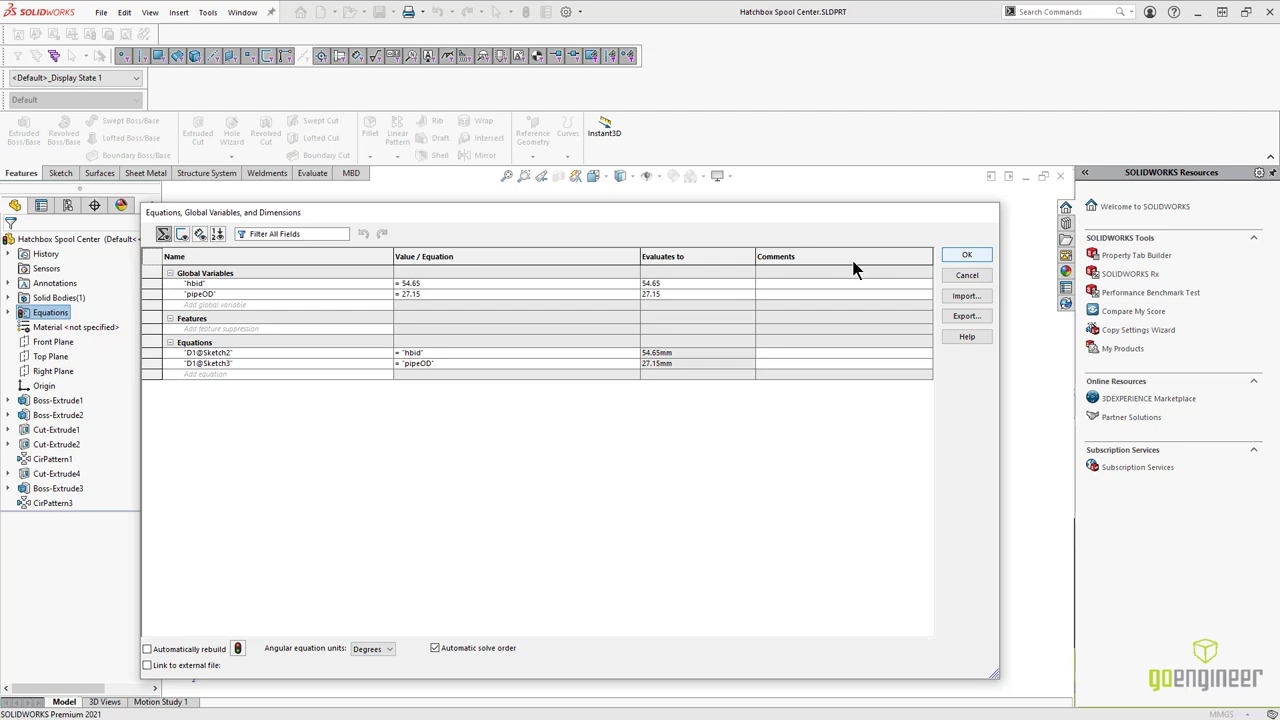 SOLIDWORKS
File
Edit
View
Insert
Tools
Window
Hatchbox Spool Center.SLDPRT
Search Commands
<Default>_Display State 1
Default
Extruded Boss/Base
Revolved Boss/Base
Swept Boss/Base
Lofted Boss/Base
Boundary Boss/Base
Extruded Cut
Hole Wizard
Revolved Cut
Swept Cut
Lofted Cut
Boundary Cut
Fillet
Linear Pattern
Rib
Draft
Shell
Wrap
Intersect
Mirror
Reference Geometry
Curves
Instant3D
Features
Sketch
Surfaces
Sheet Metal
Structure System
Weldments
Evaluate
MBD
Hatchbox Spool Center (Default<
History
Sensors
Annotations
Solid Bodies(1)
Equations
Material <not specified>
Front Plane
Top Plane
Right Plane
Origin
Boss-Extrude1
Boss-Extrude2
Cut-Extrude1
Cut-Extrude2
CirPattern1
Cut-Extrude4
Boss-Extrude3
CirPattern3
Equations, Global Variables, and Dimensions
Filter All Fields
Name Value / Equation Evaluates to Comments
Global Variables
"hbid" = 54.65 54.65
"pipeOD" = 27.15 27.15
Add global variable
Features
Add feature suppression
Equations
"D1@Sketch2" = "hbid" 54.65mm
"D1@Sketch3" = "pipeOD" 27.15mm
Add equation
OK
Cancel
Import...
Export...
Help
Automatically rebuild
Angular equation units: Degrees
Automatic solve order
Link to external file:
SOLIDWORKS Resources
Welcome to SOLIDWORKS
SOLIDWORKS Tools
Property Tab Builder
SOLIDWORKS Rx
Performance Benchmark Test
Compare My Score
Copy Settings Wizard
My Products
Online Resources
3DEXPERIENCE Marketplace
Partner Solutions
Subscription Services
Subscription Services
goengineer
Model
3D Views
Motion Study 1
SOLIDWORKS Premium 2021
MMGS